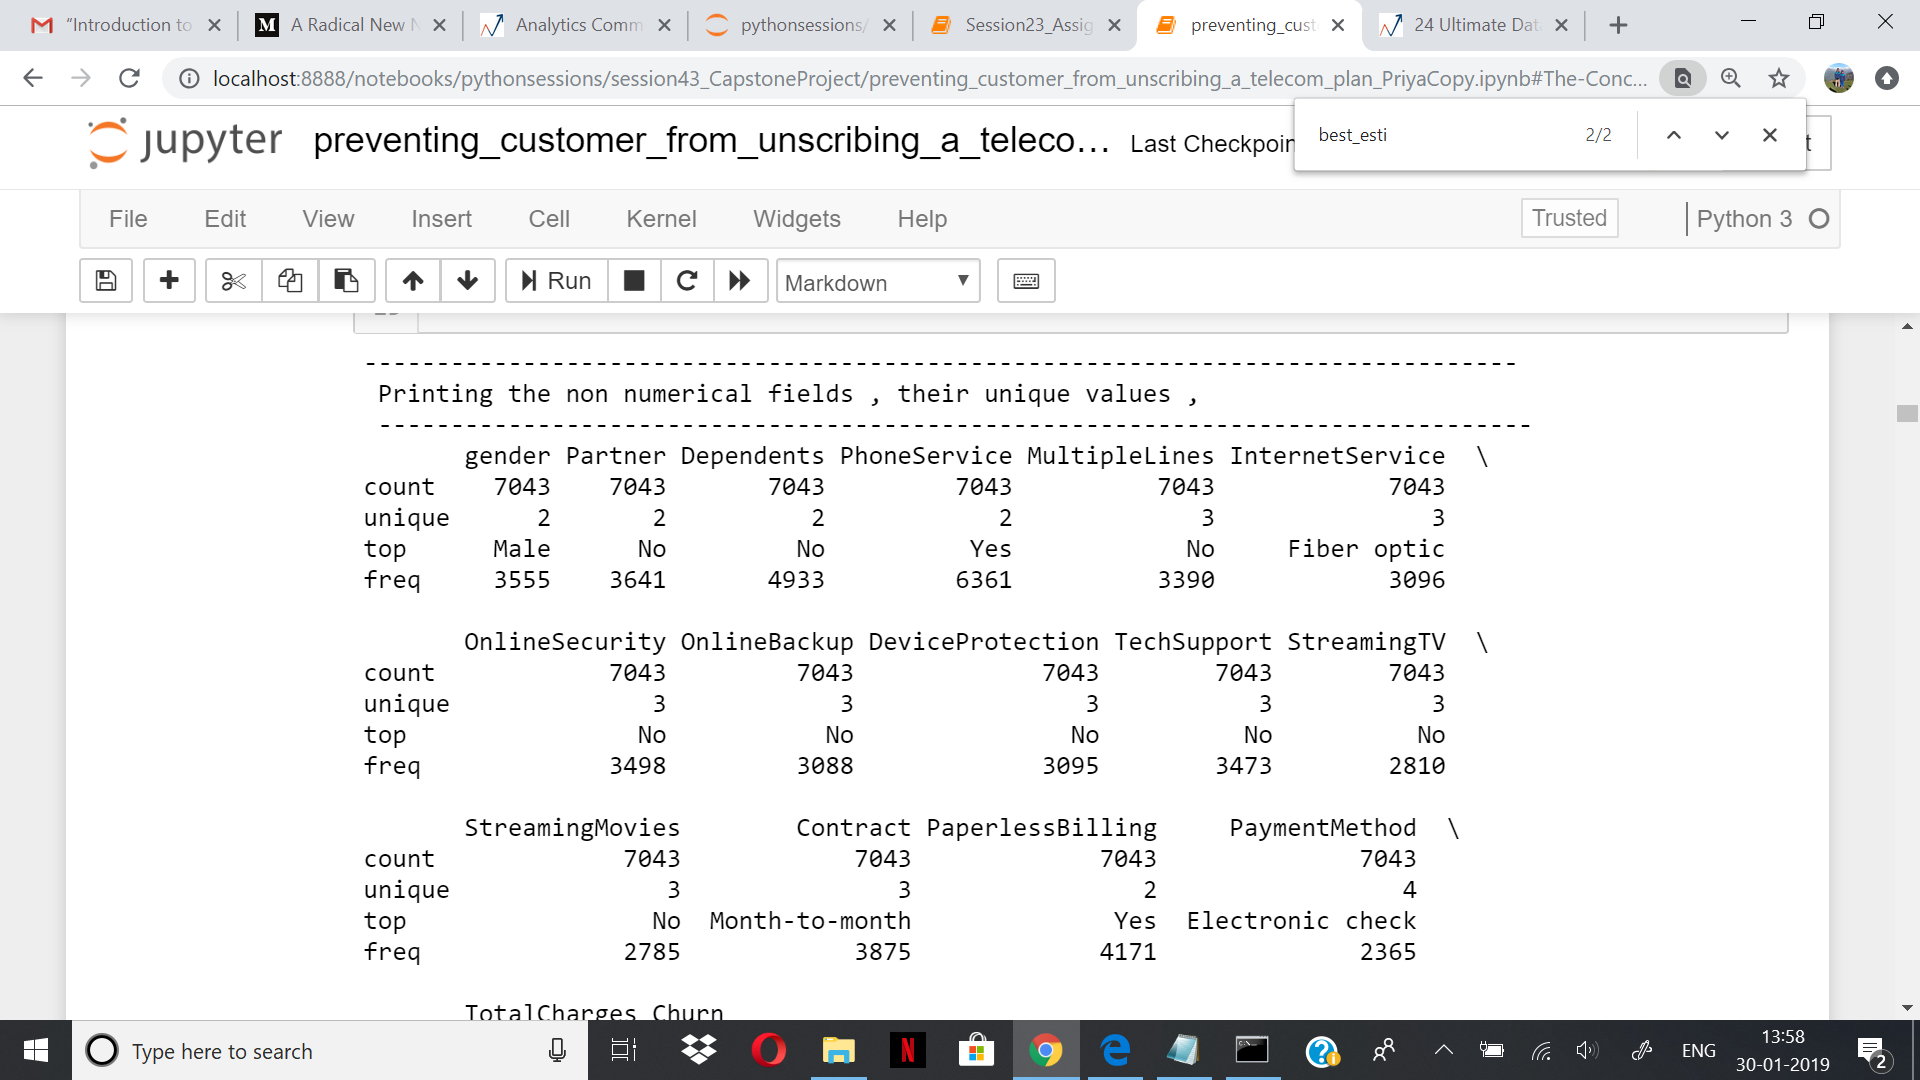 "Introduction to
A Radical New N
Analytics Comm
pythonsessions/
Session23_Assig
preventing_cust
24 Ultimate Dat
localhost:8888/notebooks/pythonsessions/session43_CapstoneProject/preventing_customer_from_unscribing_a_telecom_plan_PriyaCopy.ipynb#The-Conc...
best_esti 2/2
jupyter preventing_customer_from_unscribing_a_teleco... Last Checkpoin t
File Edit View Insert Cell Kernel Widgets Help Trusted Python 3
Run Markdown
--------------------------------------------------------------------------------
Printing the non numerical fields , their unique values ,
--------------------------------------------------------------------------------
gender Partner Dependents PhoneService MultipleLines InternetService \
count 7043 7043 7043 7043 7043 7043
unique 2 2 2 2 3 3
top Male No No Yes No Fiber optic
freq 3555 3641 4933 6361 3390 3096
OnlineSecurity OnlineBackup DeviceProtection TechSupport StreamingTV \
count 7043 7043 7043 7043 7043
unique 3 3 3 3 3
top No No No No No
freq 3498 3088 3095 3473 2810
StreamingMovies Contract PaperlessBilling PaymentMethod \
count 7043 7043 7043 7043
unique 3 3 2 4
top No Month-to-month Yes Electronic check
freq 2785 3875 4171 2365
TotalCharges Churn
Type here to search
ENG
13:58
30-01-2019
2